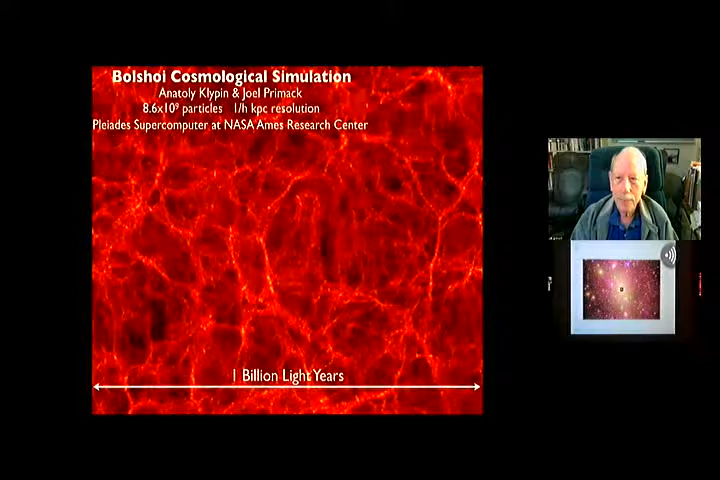 Bolshoi Cosmological Simulation
Anatoly Klypin & Joel Primack
8.6x10⁹ particles 1/h kpc resolution
Pleiades Supercomputer at NASA Ames Research Center
1 Billion Light Years